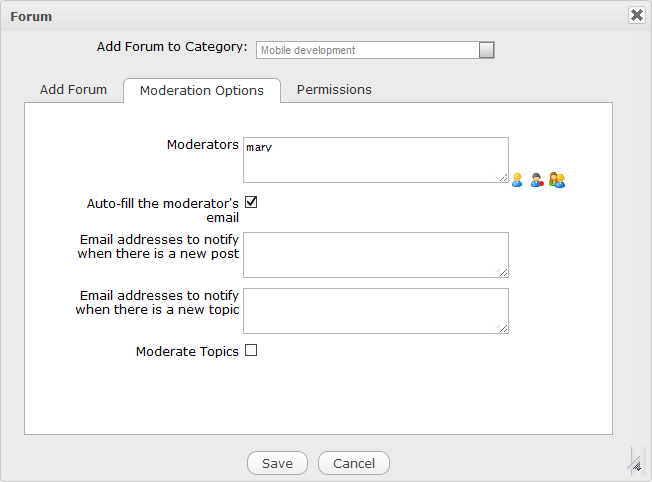 Forum
Add Forum to Category:
Mobile development
Add Forum
Moderation Options
Permissions
Moderators
mary
Auto-fill the moderator's
email
Email addresses to notify
when there is a new post
Email addresses to notify
when there is a new topic
Moderate Topics
Save
Cancel